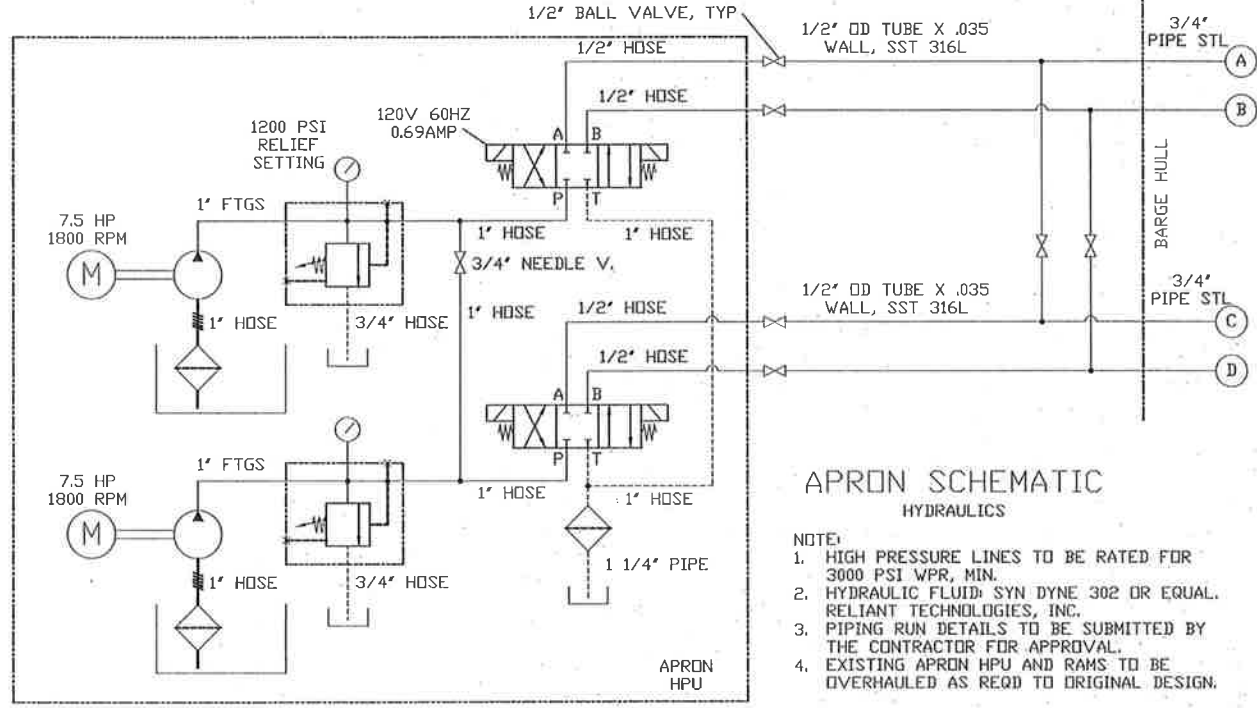 1/2" BALL VALVE, TYP
1/2" HOSE
1/2" OD TUBE X .035
WALL, SST 316L
3/4"
PIPE STL
A
1/2" HOSE
B
120V 60HZ
0.69AMP
A B
1200 PSI
RELIEF
SETTING
P T
1" FTGS
1" HOSE
1" HOSE
7.5 HP
1800 RPM
M
3/4" NEEDLE V.
BARGE HULL
1" HOSE
3/4" HOSE
1" HOSE
1/2" HOSE
1/2" OD TUBE X .035
WALL, SST 316L
3/4"
PIPE STL
C
1/2" HOSE
D
A B
P T
1" FTGS
1" HOSE
1" HOSE
7.5 HP
1800 RPM
M
1" HOSE
3/4" HOSE
1 1/4" PIPE
APRON
HPU
APRON SCHEMATIC
HYDRAULICS
NOTE:
1. HIGH PRESSURE LINES TO BE RATED FOR
3000 PSI WPR, MIN.
2. HYDRAULIC FLUID: SYN DYNE 302 OR EQUAL.
RELIANT TECHNOLOGIES, INC.
3. PIPING RUN DETAILS TO BE SUBMITTED BY
THE CONTRACTOR FOR APPROVAL.
4. EXISTING APRON HPU AND RAMS TO BE
OVERHAULED AS REQD TO ORIGINAL DESIGN.